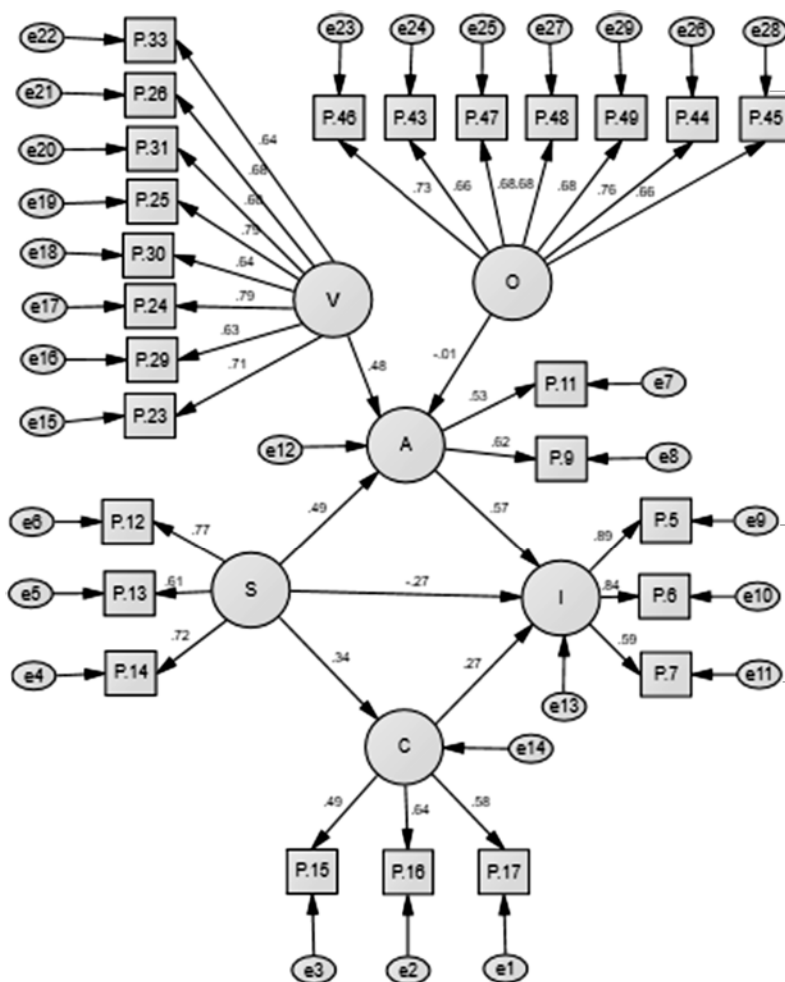 e22 P.33
e21 P.26
e20 P.31
e19 P.25
e18 P.30
e17 P.24
e16 P.29
e15 P.23
.64
.68
.60
.79
.64
.79
.63
.71
V
e23 e24 e25 e27 e29 e26 e28
P.46 P.43 P.47 P.48 P.49 P.44 P.45
.73 .66 .68 .68 .68 .76 .66
O
.48 -.01
e12 A
.53 P.11 e7
.62 P.9 e8
.49 .57
e6 P.12 .77
e5 P.13 .61
e4 P.14 .72
S
-.27
I
.89 P.5 e9
.84 P.6 e10
.59 P.7 e11
.34 .27
e13
C e14
.49 .64 .58
P.15 P.16 P.17
e3 e2 e1